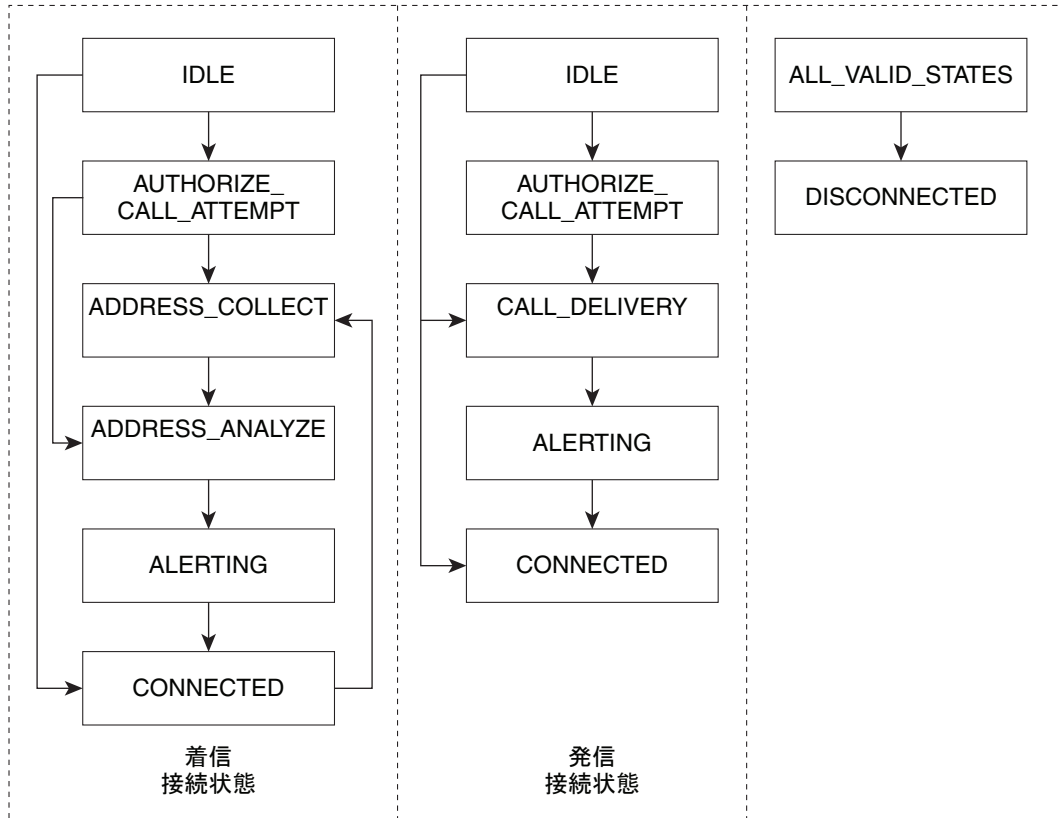 IDLE
AUTHORIZE_
CALL_ATTEMPT
ADDRESS_COLLECT
ADDRESS_ANALYZE
ALERTING
CONNECTED
着信
接続状態
IDLE
AUTHORIZE_
CALL_ATTEMPT
CALL_DELIVERY
ALERTING
CONNECTED
発信
接続状態
ALL_VALID_STATES
DISCONNECTED